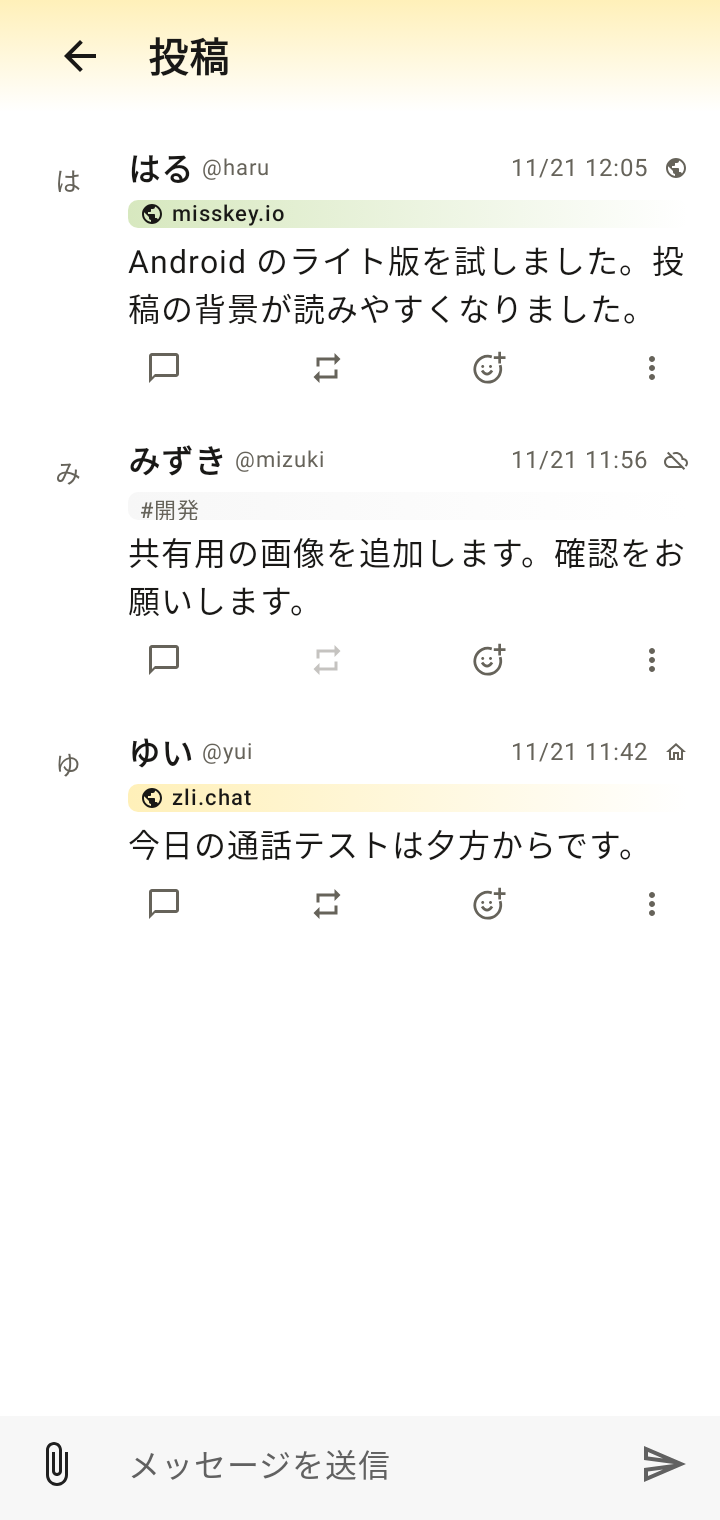 投稿
は
はる @haru 11/21 12:05
misskey.io
Android のライト版を試しました。投
稿の背景が読みやすくなりました。
み
みずき @mizuki 11/21 11:56
#開発
共有用の画像を追加します。確認をお
願いします。
ゆ
ゆい @yui 11/21 11:42
zli.chat
今日の通話テストは夕方からです。
メッセージを送信